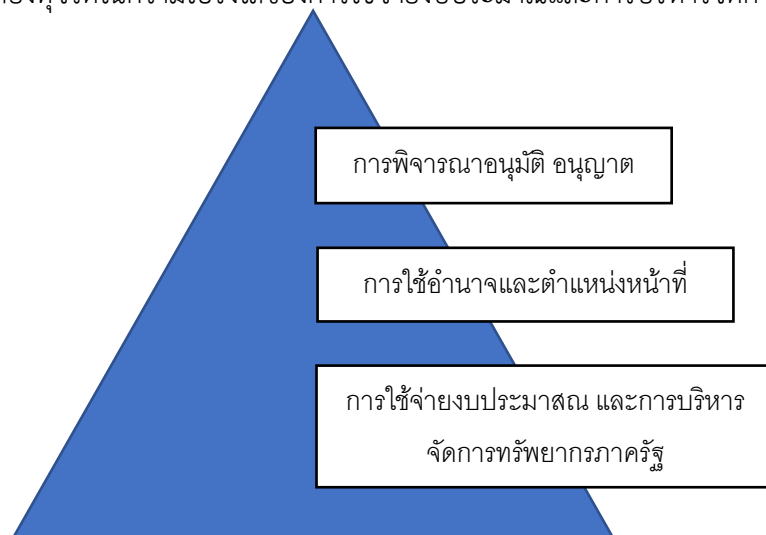 การพิจารณาอนุมัติ อนุญาต
การใช้อำนาจและตำแหน่งหน้าที่
การใช้จ่ายงบประมาสณ และการบริหาร
จัดการทรัพยากรภาครัฐ